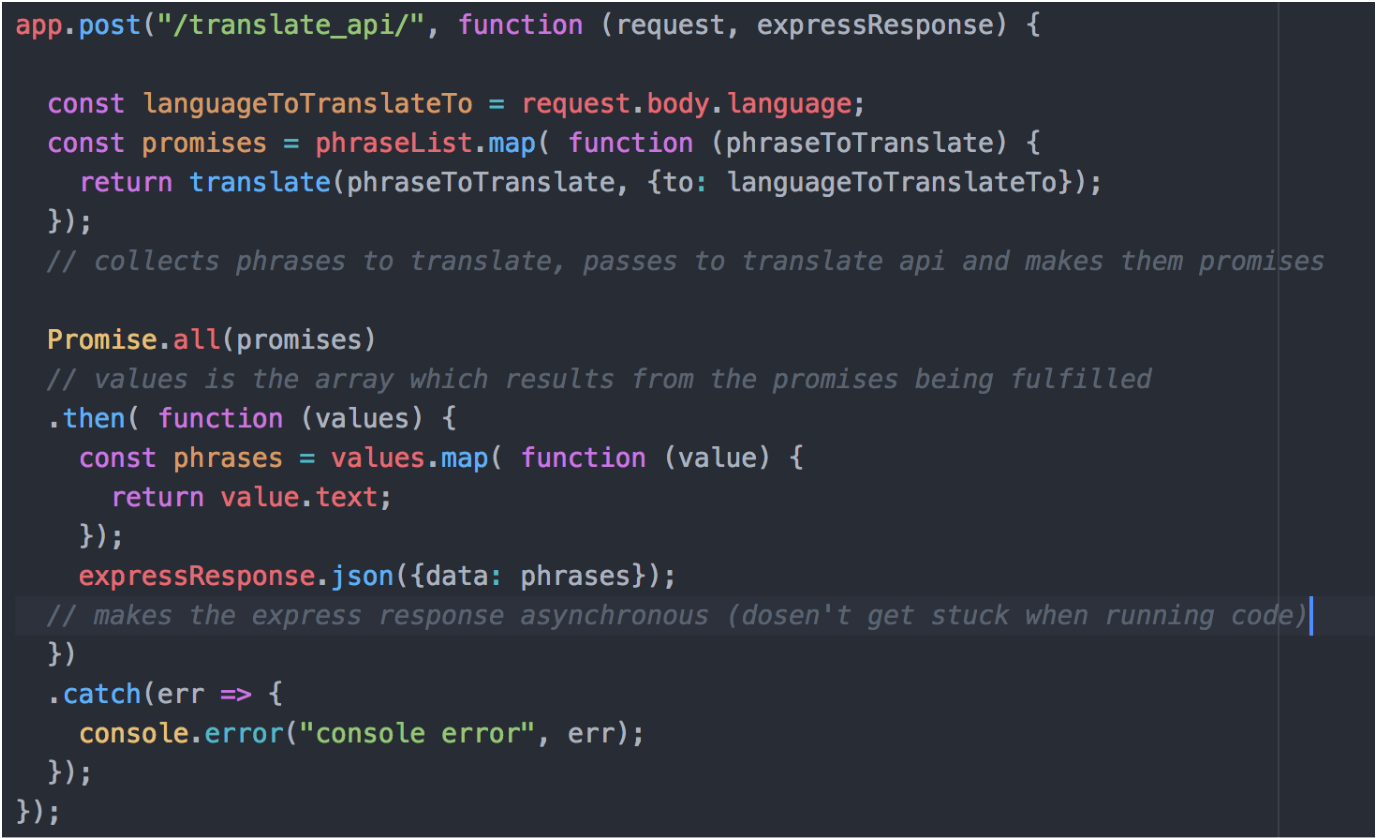 app.post("/translate_api/", function (request, expressResponse) {
const languageToTranslateTo = request.body.language;
const promises = phraseList.map( function (phraseToTranslate) {
return translate(phraseToTranslate, {to: languageToTranslateTo});
});
// collects phrases to translate, passes to translate api and makes them promises
Promise.all(promises)
// values is the array which results from the promises being fulfilled
.then( function (values) {
const phrases = values.map( function (value) {
return value.text;
});
expressResponse.json({data: phrases});
// makes the express response asynchronous (dosen't get stuck when running code)
})
.catch(err => {
console.error("console error", err);
});
});